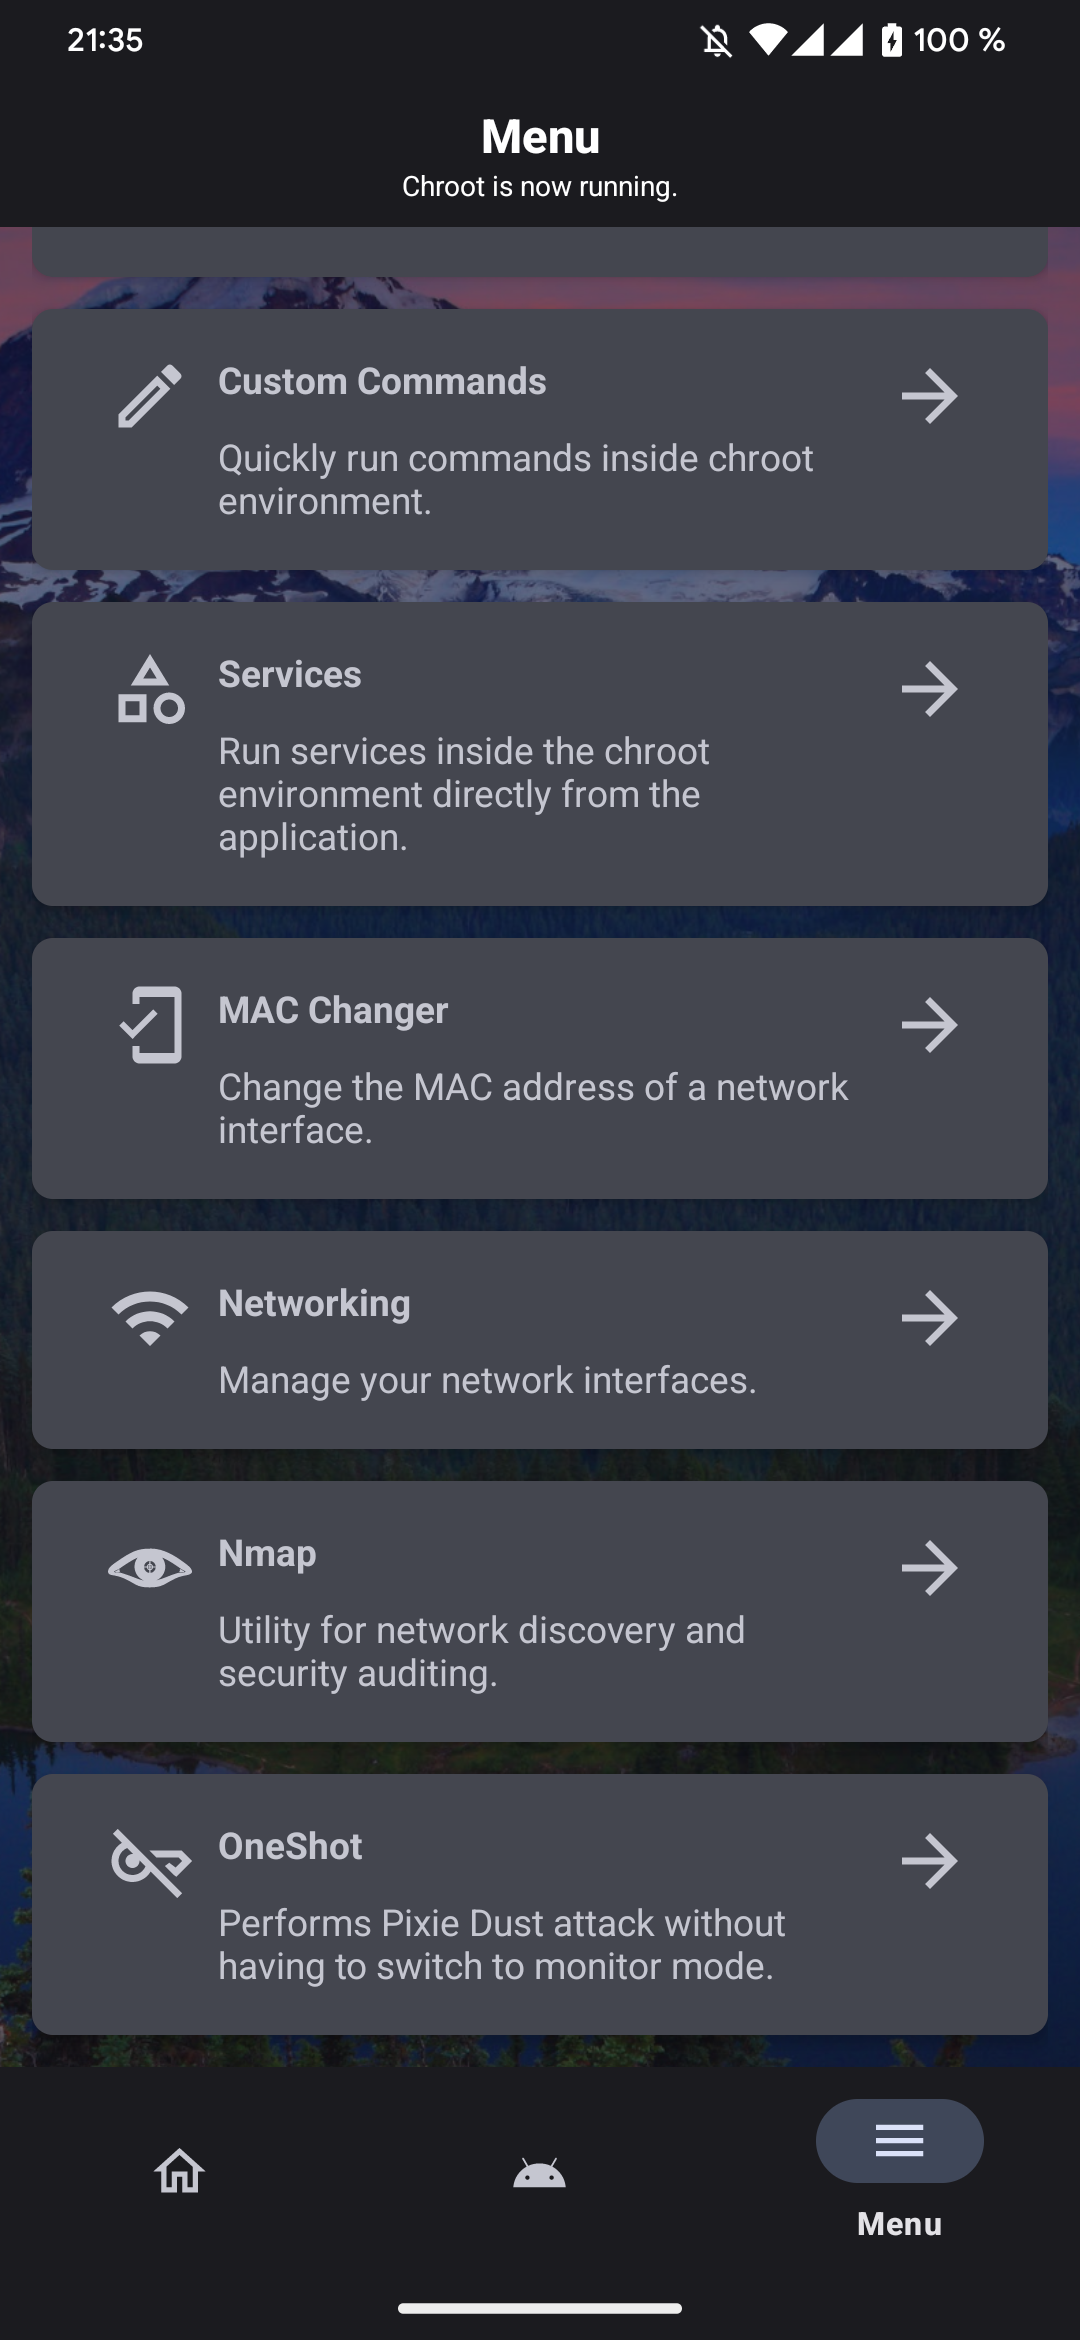 21:35
100 %
Menu
Chroot is now running.
Custom Commands
Quickly run commands inside chroot
environment.
Services
Run services inside the chroot
environment directly from the
application.
MAC Changer
Change the MAC address of a network
interface.
Networking
Manage your network interfaces.
Nmap
Utility for network discovery and
security auditing.
OneShot
Performs Pixie Dust attack without
having to switch to monitor mode.
Menu